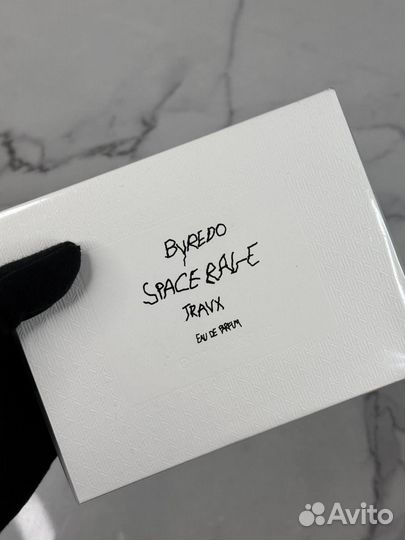 BYREDO
SPACE RAGE
TRAVX
EAU DE PARFUM
Avito